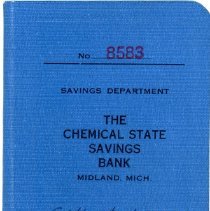 No. 8583
SAVINGS DEPARTMENT
THE
CHEMICAL STATE
SAVINGS
BANK
MIDLAND, MICH.